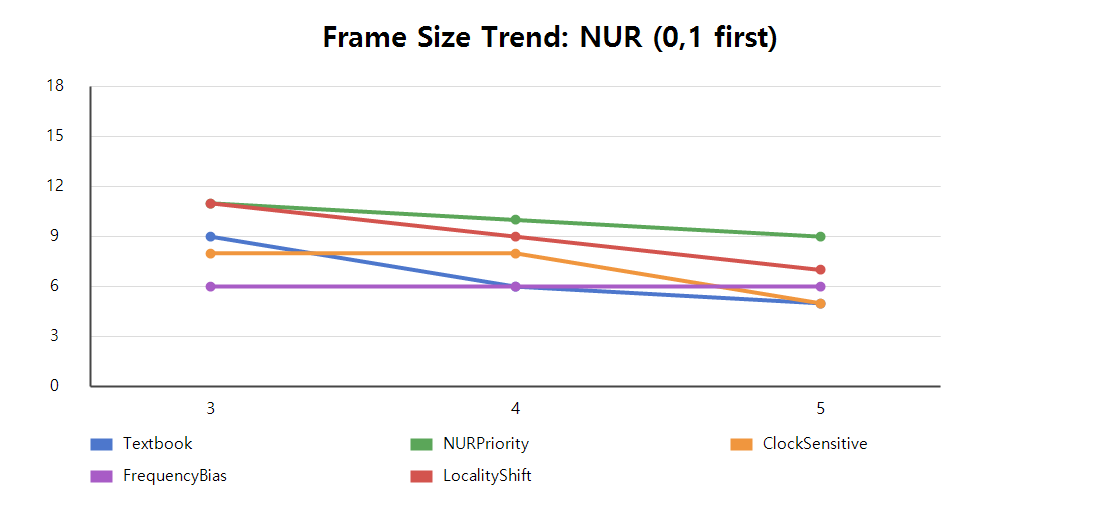 Frame Size Trend: NUR (0,1 first)
18
15
12
9
6
3
0
3 4 5
Textbook NURPriority ClockSensitive
FrequencyBias LocalityShift